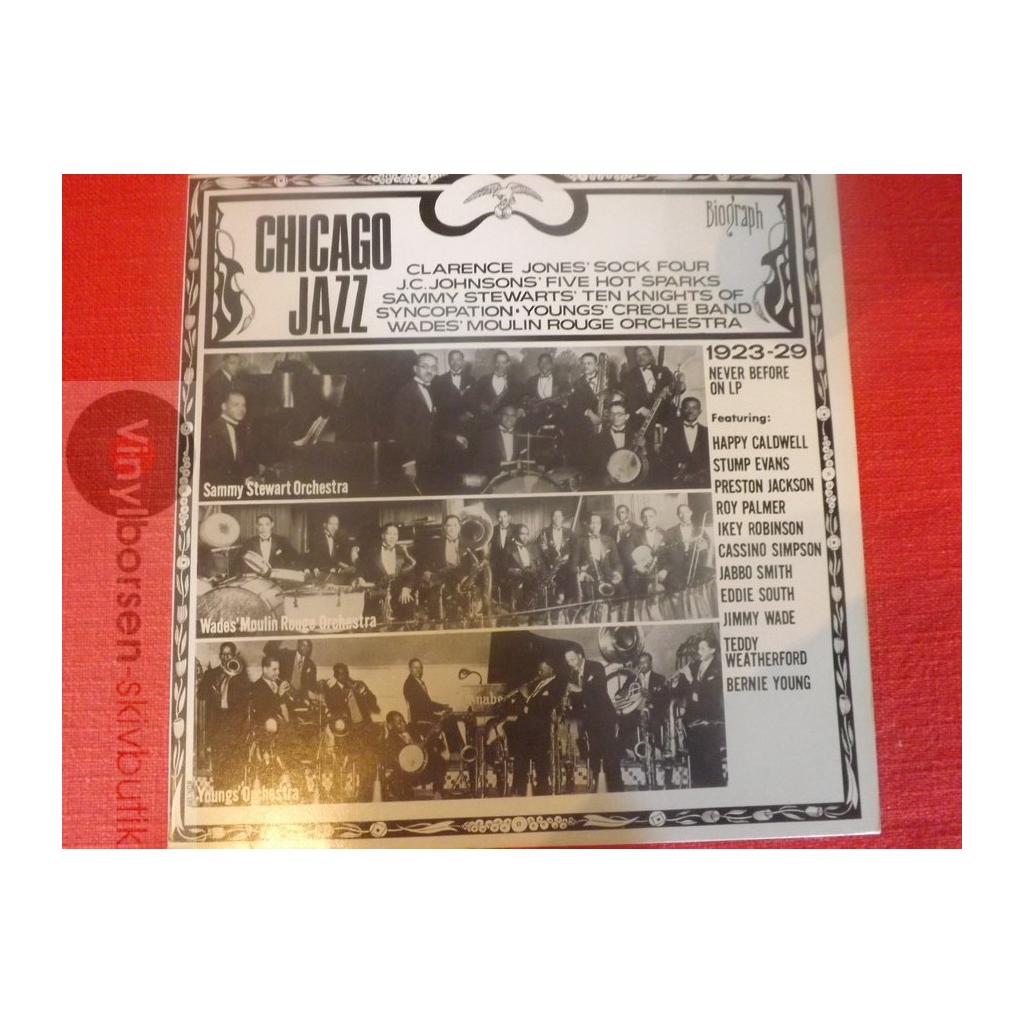 Biograph
CHICAGO
JAZZ
CLARENCE JONES' SOCK FOUR
J.C. JOHNSONS' FIVE HOT SPARKS
SAMMY STEWARTS' TEN KNIGHTS OF
SYNCOPATION • YOUNGS' CREOLE BAND
WADES' MOULIN ROUGE ORCHESTRA
1923-29
NEVER BEFORE
ON LP
Featuring:
HAPPY CALDWELL
STUMP EVANS
PRESTON JACKSON
ROY PALMER
IKEY ROBINSON
CASSINO SIMPSON
JABBO SMITH
EDDIE SOUTH
JIMMY WADE
TEDDY
WEATHERFORD
BERNIE YOUNG
Sammy Stewart Orchestra
Wades' Moulin Rouge Orchestra
Knabe
Youngs' Orchestra
vinylborsen-skivbutik